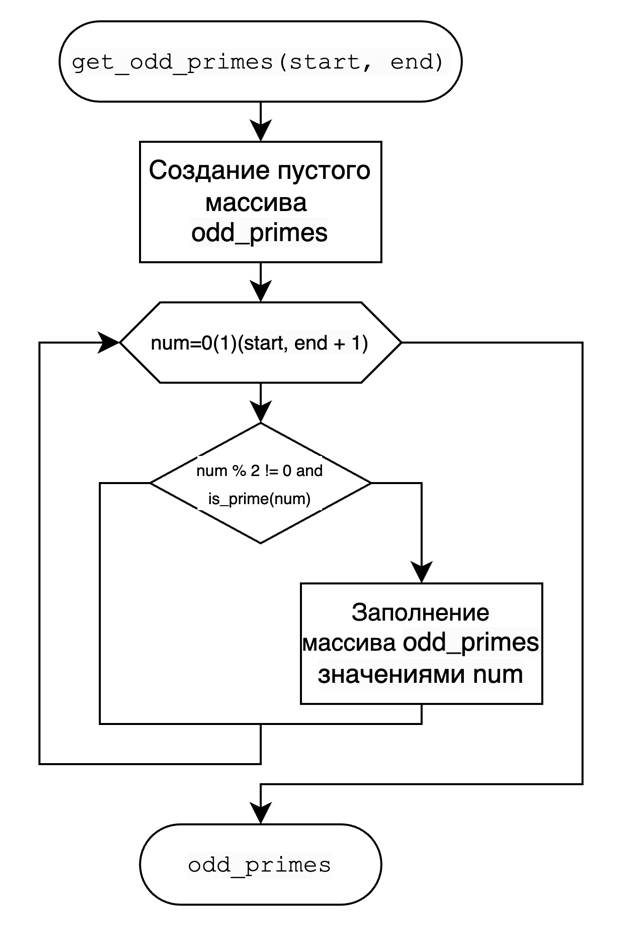 get_odd_primes(start, end)
Создание пустого
массива
odd_primes
num=0(1)(start, end + 1)
num % 2 != 0 and
is_prime(num)
Заполнение
массива odd_primes
значениями num
odd_primes